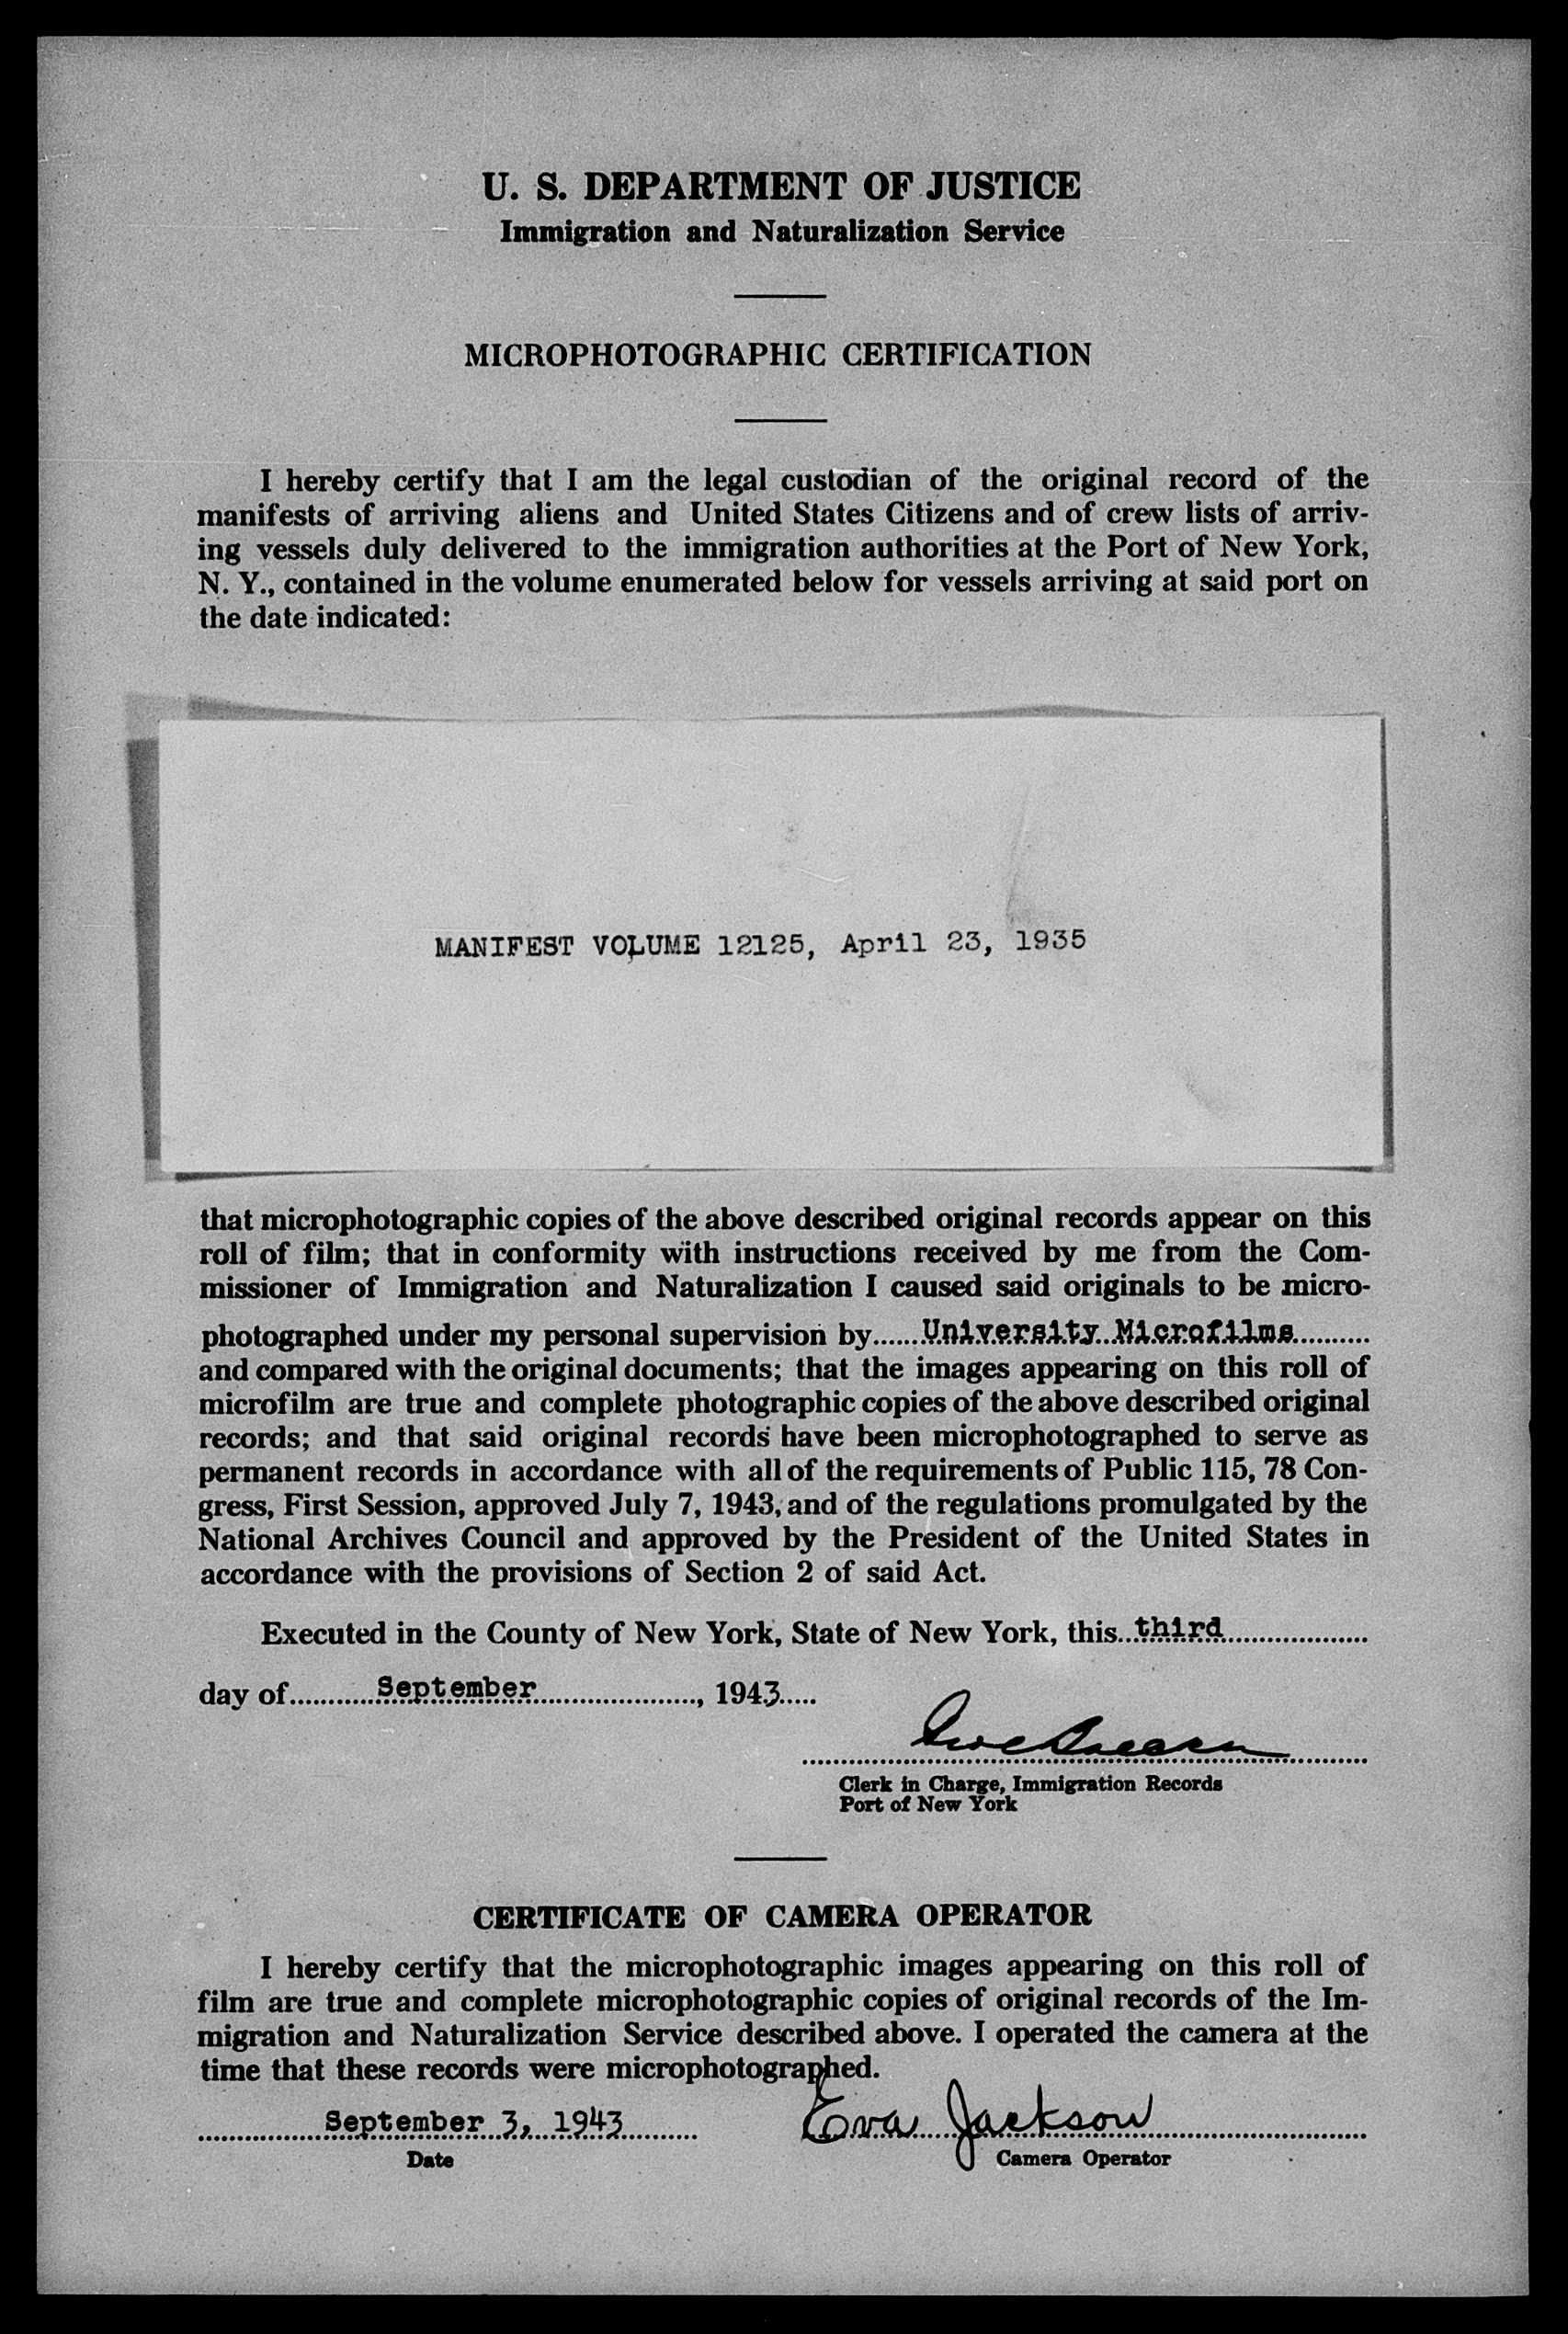 U. S. DEPARTMENT OF JUSTICE
Immigration and Naturalization Service
MICROPHOTOGRAPHIC CERTIFICATION
I hereby certify that I am the legal custodian of the original record of the
manifests of arriving aliens and United States Citizens and of crew lists of arriv-
ing vessels duly delivered to the immigration authorities at the Port of New York,
N. Y., contained in the volume enumerated below for vessels arriving at said port on
the date indicated:
MANIFEST VOLUME 12125, April 23, 1935
that microphotographic copies of the above described original records appear on this
roll of film; that in conformity with instructions received by me from the Com-
missioner of Immigration and Naturalization I caused said originals to be micro-
photographed under my personal supervision by......University Microfilms..........
and compared with the original documents; that the images appearing on this roll of
microfilm are true and complete photographic copies of the above described original
records; and that said original records have been microphotographed to serve as
permanent records in accordance with all of the requirements of Public 115, 78 Con-
gress, First Session, approved July 7, 1943, and of the regulations promulgated by the
National Archives Council and approved by the President of the United States in
accordance with the provisions of Section 2 of said Act.
Executed in the County of New York, State of New York, this..third....................
day of...........September......................, 1943.....
Clerk in Charge, Immigration Records
Port of New York
CERTIFICATE OF CAMERA OPERATOR
I hereby certify that the microphotographic images appearing on this roll of
film are true and complete microphotographic copies of original records of the Im-
migration and Naturalization Service described above. I operated the camera at the
time that these records were microphotographed.
September 3, 1943 Eva Jackson
Date Camera Operator